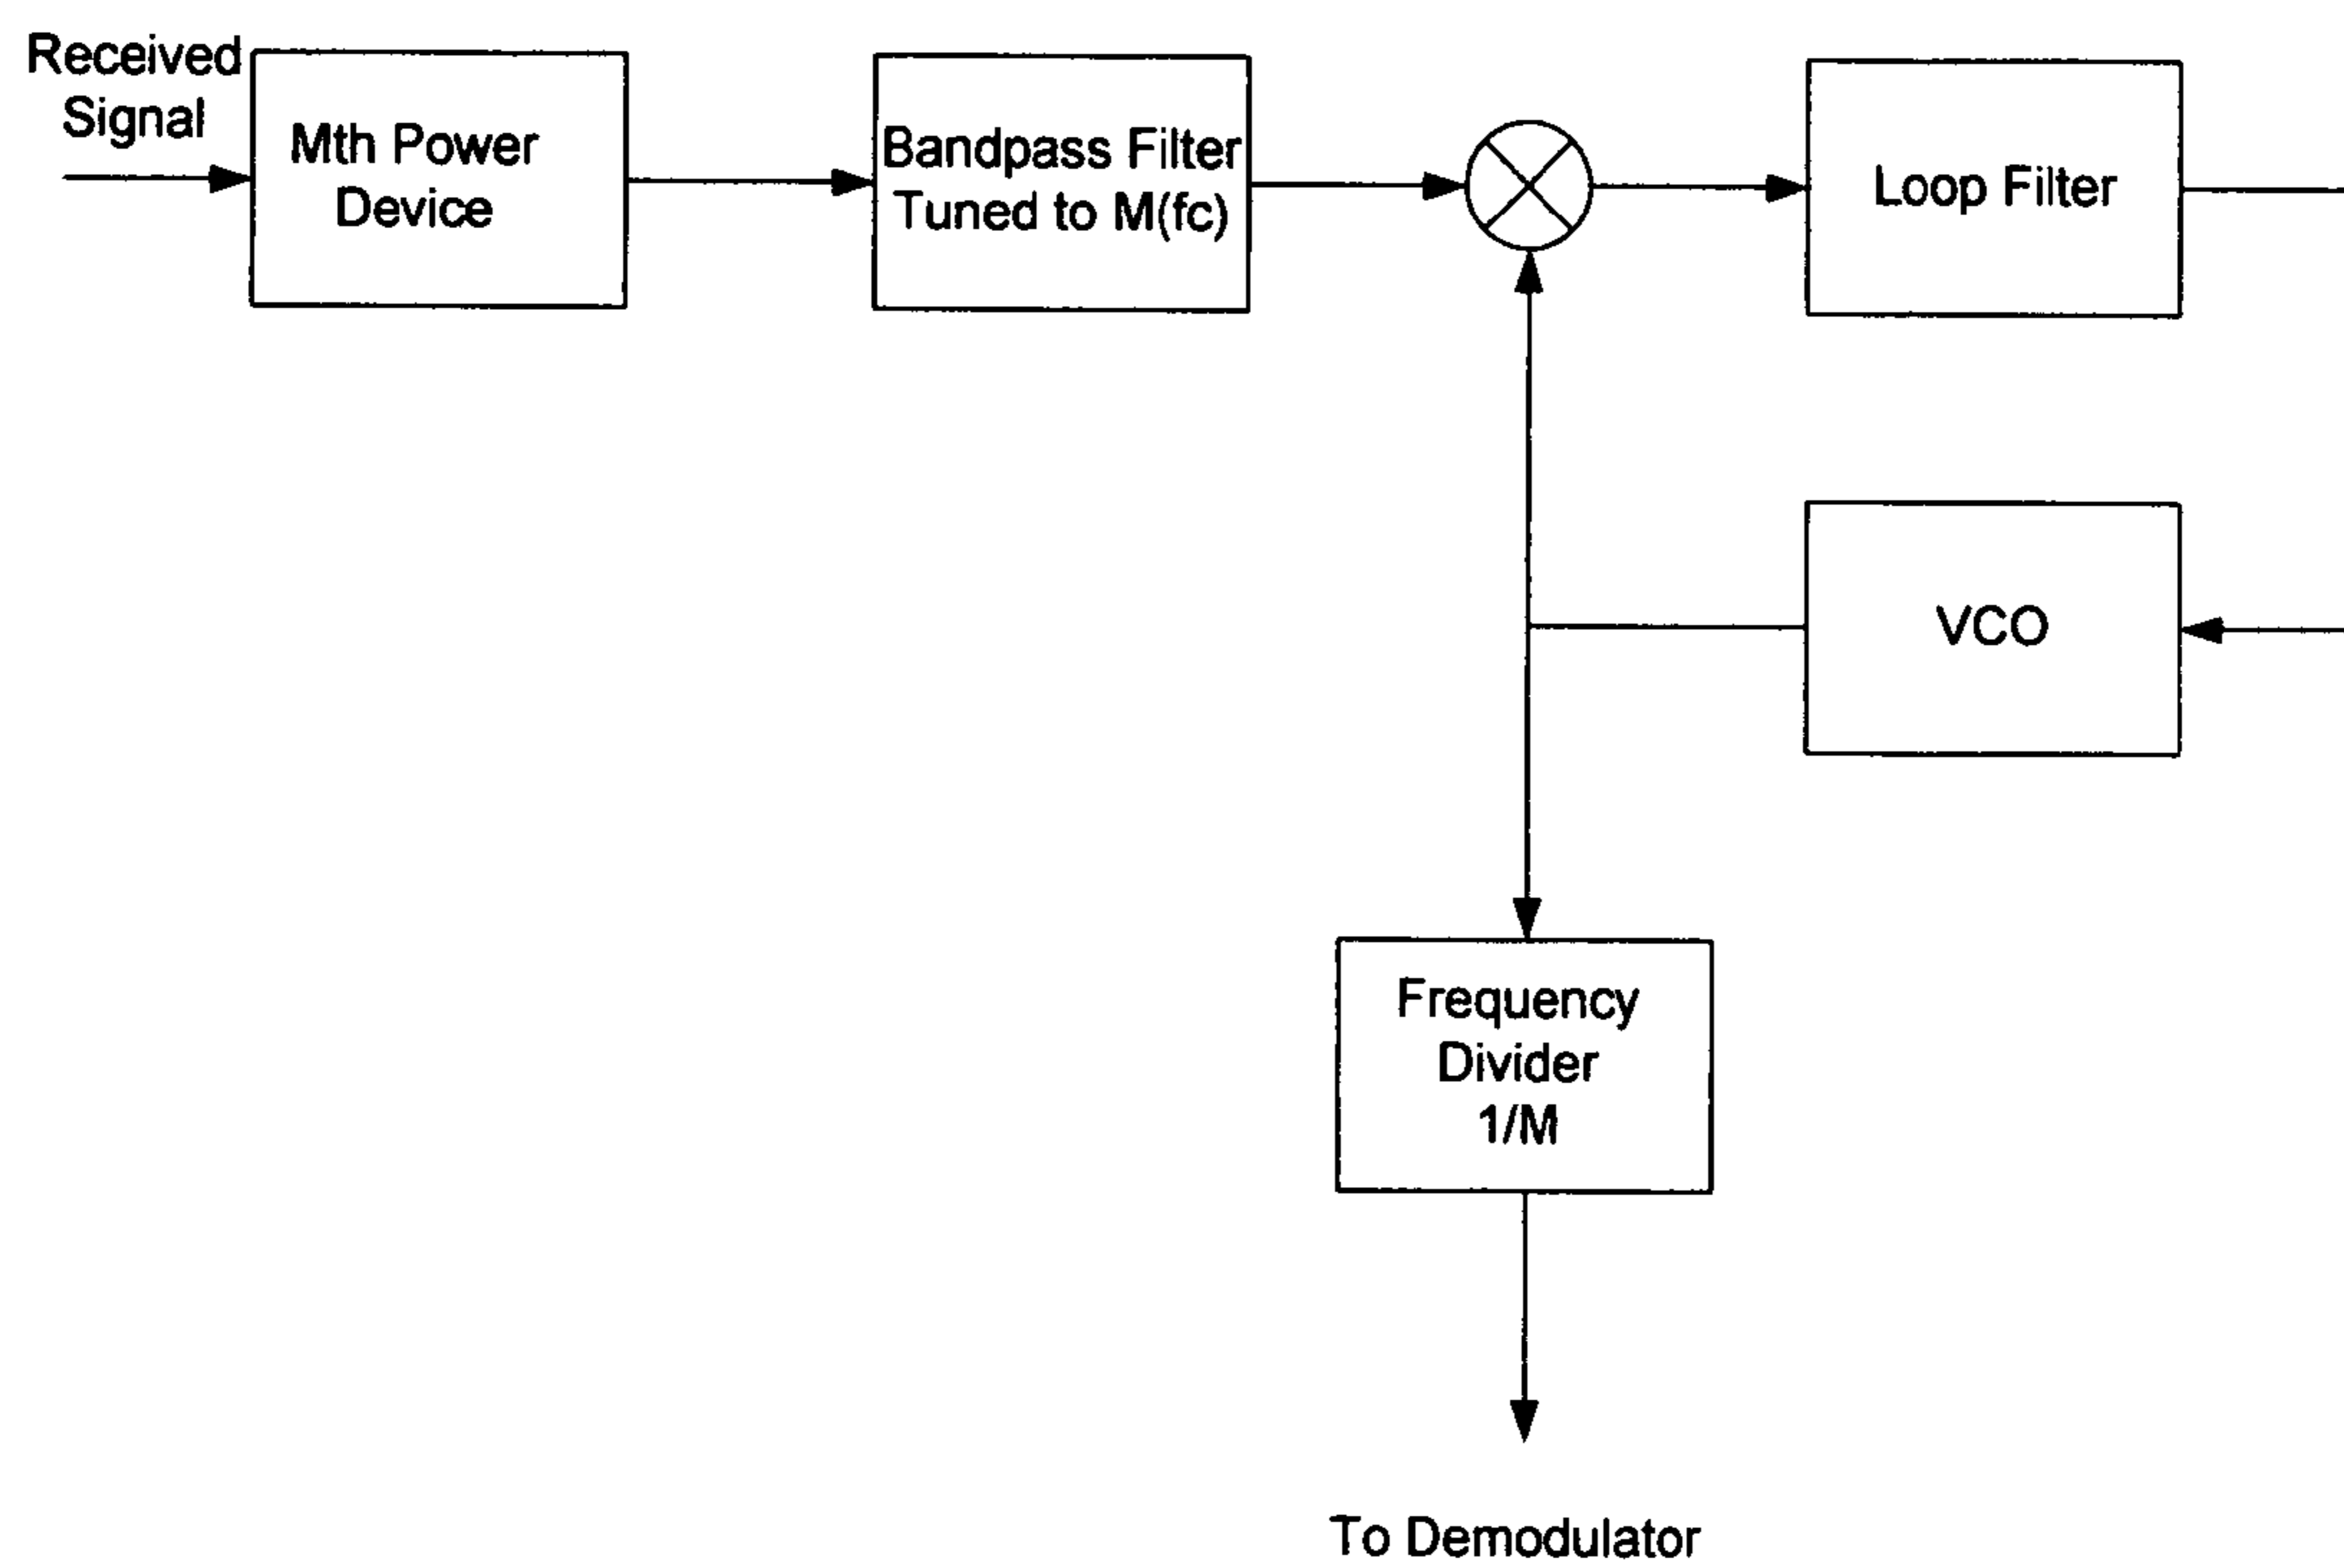 Received
Signal
Mth Power
Device
Bandpass Filter
Tuned to M(fc)
Loop Filter
VCO
Frequency
Divider
1/M
To Demodulator